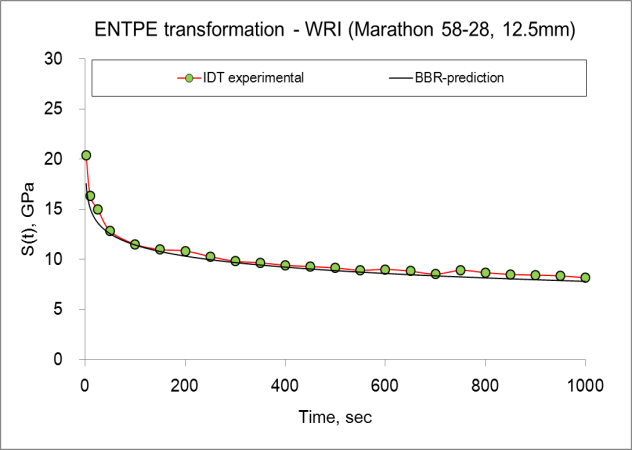 ENTPE transformation - WRI (Marathon 58-28, 12.5mm)
IDT experimental
BBR-prediction
30
25
20
15
10
5
0
S(t), GPa
0 200 400 600 800 1000
Time, sec